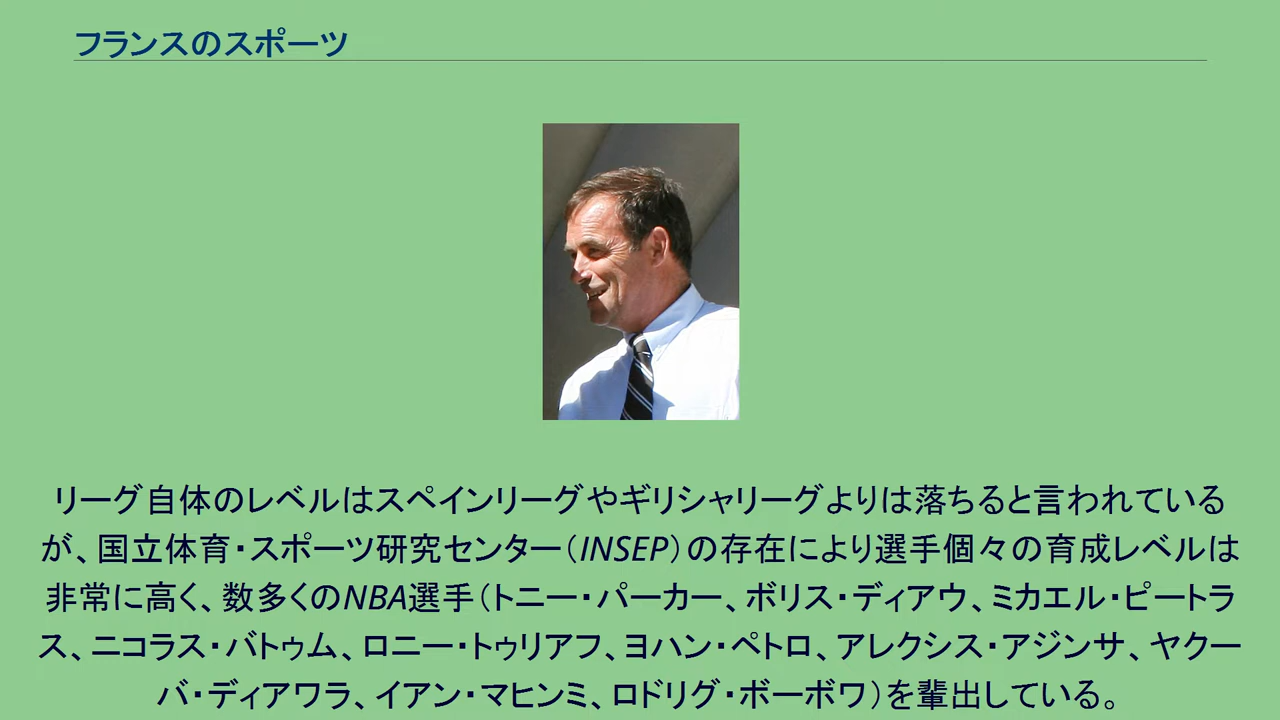 フランスのスポーツ
リーグ自体のレベルはスペインリーグやギリシャリーグよりは落ちると言われている
が、国立体育・スポーツ研究センター(INSEP)の存在により選手個々の育成レベルは
非常に高く、数多くのNBA選手(トニー・パーカー、ボリス・ディアウ、ミカエル・ピートラ
ス、ニコラス・バトゥム、ロニー・トゥリアフ、ヨハン・ペトロ、アレクシス・アジンサ、ヤクー
バ・ディアワラ、イアン・マヒンミ、ロドリグ・ボーボワ)を輩出している。